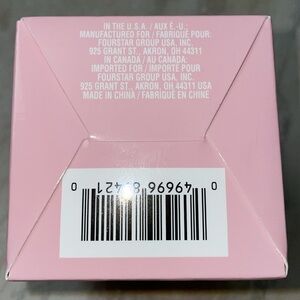 IN THE U.S.A. / AUX É.-U.:
MANUFACTURED FOR / FABRIQUÉ POUR:
FOURSTAR GROUP USA, INC.
925 GRANT ST., AKRON, OH 44311
IN CANADA / AU CANADA:
IMPORTED FOR / IMPORTÉ POUR
FOURSTAR GROUP USA, INC.
925 GRANT ST., AKRON, OH 44311
MADE IN CHINA / FABRIQUÉ EN CHINE
0 49696
0